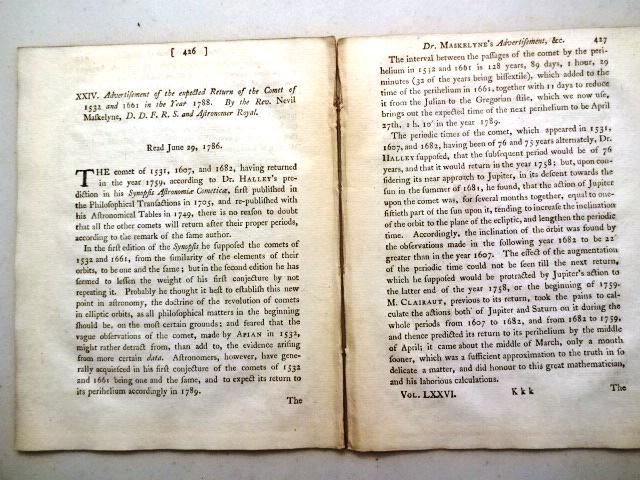 [ 426 ]
XXIV. Advertiſement of the expected Return of the Comet of
1532 and 1661 in the Year 1788. By the Rev. Nevil
Maſkelyne, D. D. F. R. S. and Aſtronomer Royal.
Read June 29, 1786.
THE comet of 1531, 1607, and 1682, having returned
in the year 1759, according to Dr. HALLEY's pre-
diction in his Synopſis Aſtronomiæ Cometicæ, firſt publiſhed in
the Philoſophical Tranſactions in 1705, and re-publiſhed with
his Aſtronomical Tables in 1749, there is no reaſon to doubt
that all the other comets will return after their proper periods,
according to the remark of the ſame author.
In the firſt edition of the Synopſis he ſuppoſed the comets of
1532 and 1661, from the ſimilarity of the elements of their
orbits, to be one and the ſame; but in the ſecond edition he has
ſeemed to leſſen the weight of his firſt conjecture by not
repeating it. Probably he thought it beſt to eſtabliſh this new
point in aſtronomy, the doctrine of the revolution of comets
in elliptic orbits, as all philoſophical matters in the beginning
ſhould be, on the moſt certain grounds; and feared that the
vague obſervations of the comet, made by APIAN in 1532,
might rather detract from, than add to, the evidence ariſing
from more certain data. Aſtronomers, however, have gene-
rally acquieſced in his firſt conjecture of the comets of 1532
and 1661 being one and the ſame, and to expect its return to
its perihelium accordingly in 1789.
The
Dr. MASKELYNE's Advertiſement, &c. 427
The interval between the paſſages of the comet by the peri-
helium in 1532 and 1661 is 128 years, 89 days, 1 hour, 29
minutes (32 of the years being biſſextile), which added to the
time of the perihelium in 1661, together with 11 days to reduce
it from the Julian to the Gregorian ſtile, which we now uſe,
brings out the expected time of the next perihelium to be April
27th, 1 h. 10′ in the year 1789.
The periodic times of the comet, which appeared in 1531,
1607, and 1682, having been of 76 and 75 years alternately, Dr.
HALLEY ſuppoſed, that the ſubſequent period would be of 76
years, and that it would return in the year 1758; but, upon con-
ſidering its near approach to Jupiter, in its deſcent towards the
ſun in the ſummer of 1681, he found, that the action of Jupiter
upon the comet was, for ſeveral months together, equal to one-
fiftieth part of the ſun upon it, tending to increaſe the inclination
of the orbit to the plane of the ecliptic, and lengthen the periodic
time. Accordingly, the inclination of the orbit was found by
the obſervations made in the following year 1682 to be 22′
greater than in the year 1607. The effect of the augmentation
of the periodic time could not be ſeen till the next return,
which he ſuppoſed would be protracted by Jupiter's action to
the latter end of the year 1758, or the beginning of 1759.
M. CLAIRAUT, previous to its return, took the pains to cal-
culate the actions both of Jupiter and Saturn on it during the
whole periods from 1607 to 1682, and from 1682 to 1759,
and thence predicted its return to its perihelium by the middle
of April; it came about the middle of March, only a month
ſooner, which was a ſufficient approximation to the truth in ſo
delicate a matter, and did honour to this great mathematician,
and his laborious calculations.
VOL. LXXVI. K k k The